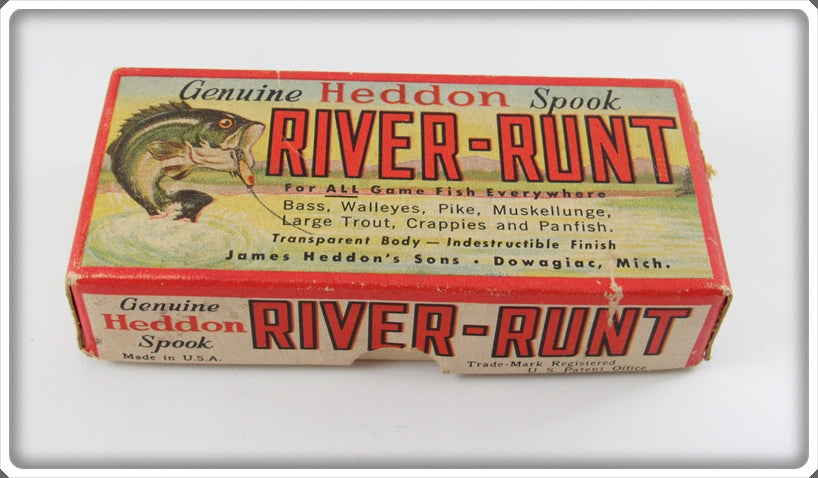 Genuine Heddon Spook
RIVER-RUNT
For ALL Game Fish Everywhere
Bass, Walleyes, Pike, Muskellunge,
Large Trout, Crappies and Panfish.
Transparent Body — Indestructible Finish
James Heddon's Sons • Dowagiac, Mich.
Genuine
Heddon
Spook
RIVER-RUNT
Made in U.S.A.
Trade-Mark Registered
U. S. Patent Office